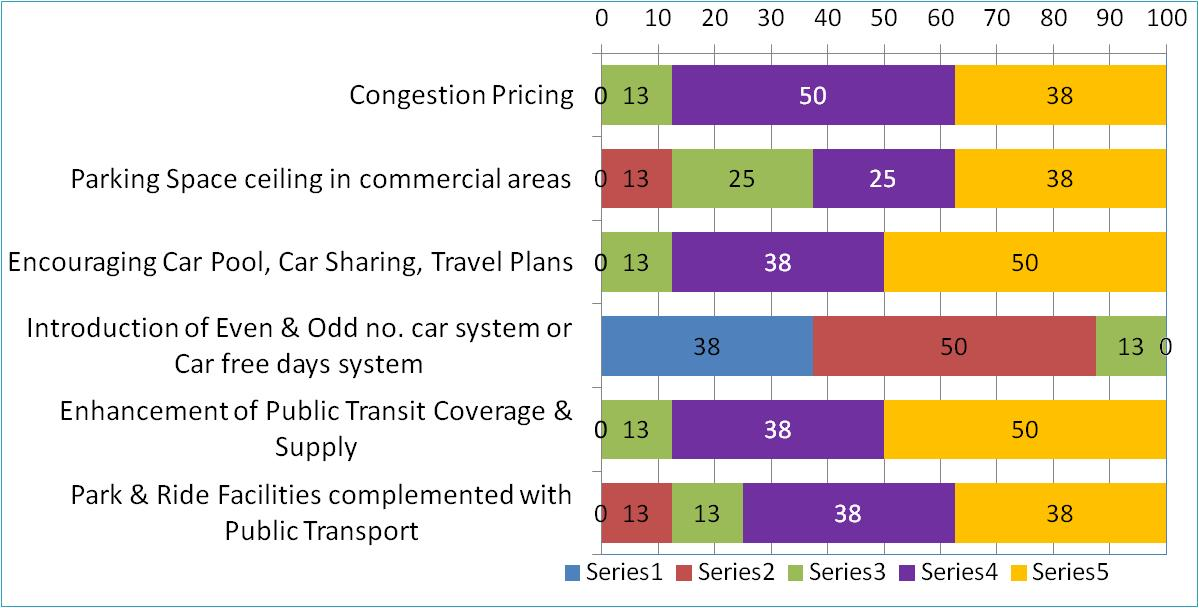 0 10 20 30 40 50 60 70 80 90 100
Congestion Pricing 0 13 50 38
Parking Space ceiling in commercial areas 0 13 25 25 38
Encouraging Car Pool, Car Sharing, Travel Plans 0 13 38 50
Introduction of Even & Odd no. car system or
Car free days system
38 50 13 0
Enhancement of Public Transit Coverage &
Supply
0 13 38 50
Park & Ride Facilities complemented with
Public Transport
0 13 13 38 38
Series1 Series2 Series3 Series4 Series5